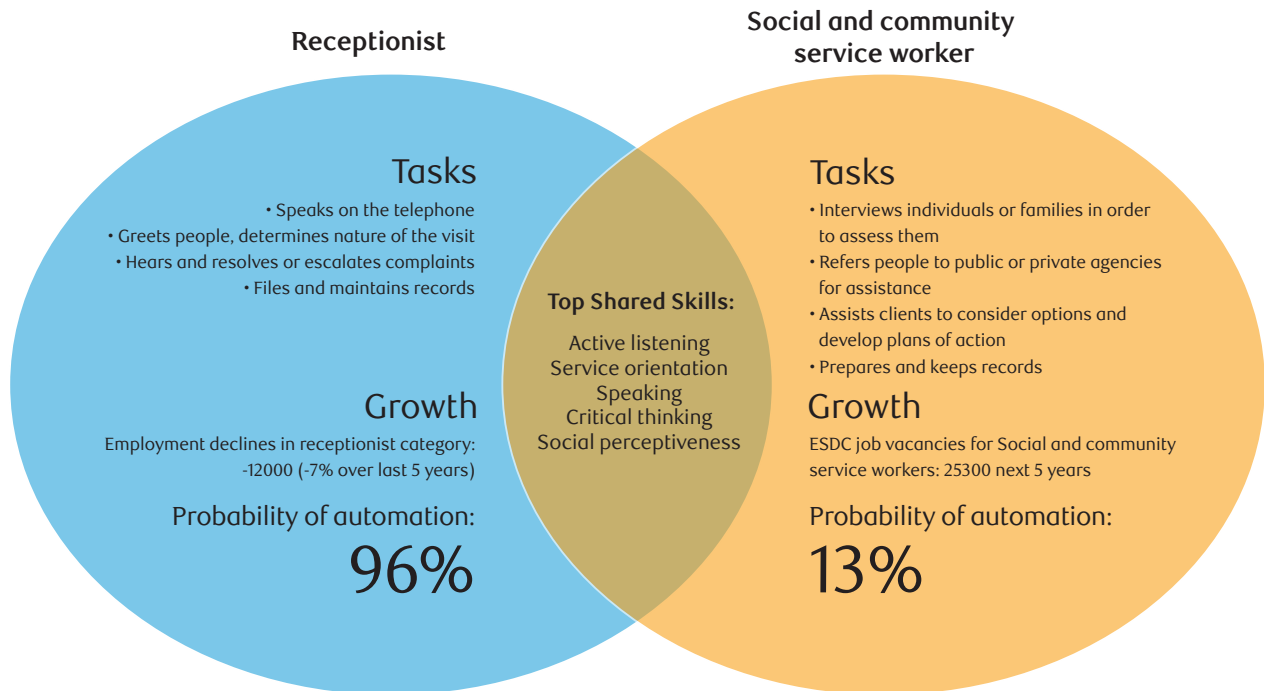 Receptionist
Tasks
• Speaks on the telephone
• Greets people, determines nature of the visit
• Hears and resolves or escalates complaints
• Files and maintains records
Growth
Employment declines in receptionist category:
-12000 (-7% over last 5 years)
Probability of automation:
96%
Top Shared Skills:
Active listening
Service orientation
Speaking
Critical thinking
Social perceptiveness
Social and community
service worker
Tasks
• Interviews individuals or families in order
to assess them
• Refers people to public or private agencies
for assistance
• Assists clients to consider options and
develop plans of action
• Prepares and keeps records
Growth
ESDC job vacancies for Social and community
service workers: 25300 next 5 years
Probability of automation:
13%